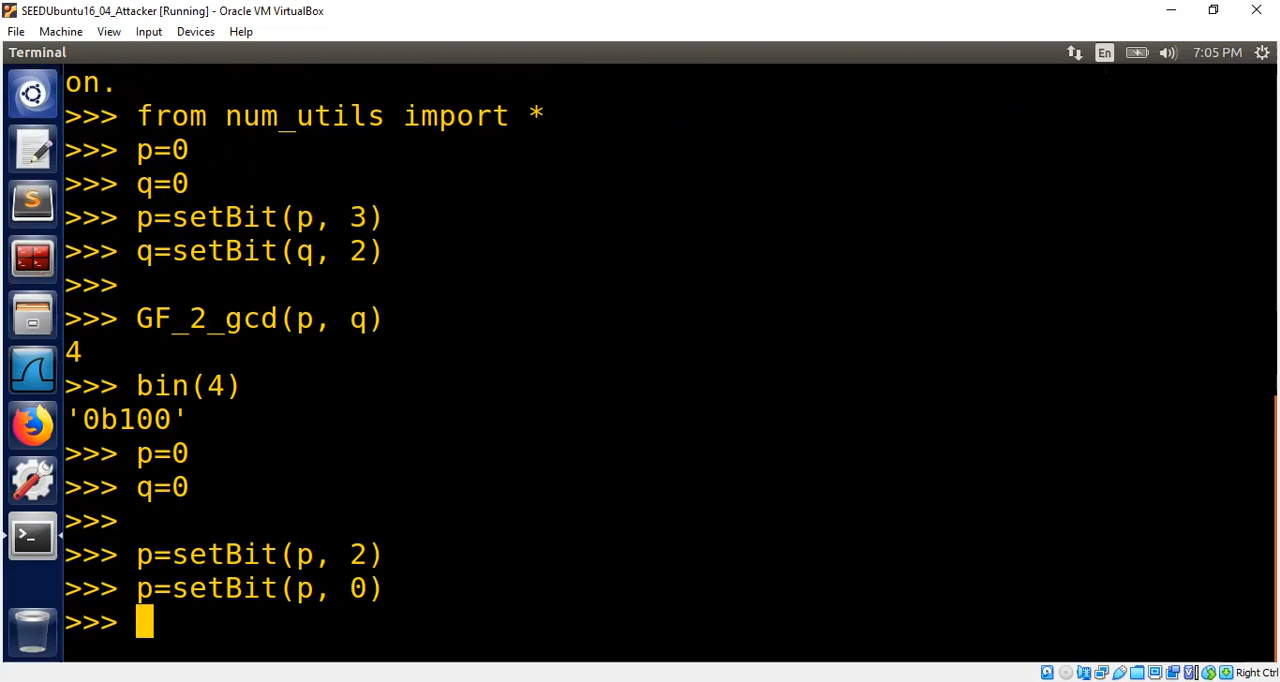 SEEDUbuntu16_04_Attacker [Running] - Oracle VM VirtualBox
File Machine View Input Devices Help
Terminal
En
7:05 PM
on.
>>> from num_utils import *
>>> p=0
>>> q=0
>>> p=setBit(p, 3)
>>> q=setBit(q, 2)
>>>
>>> GF_2_gcd(p, q)
4
>>> bin(4)
'0b100'
>>> p=0
>>> q=0
>>>
>>> p=setBit(p, 2)
>>> p=setBit(p, 0)
>>>
Right Ctrl